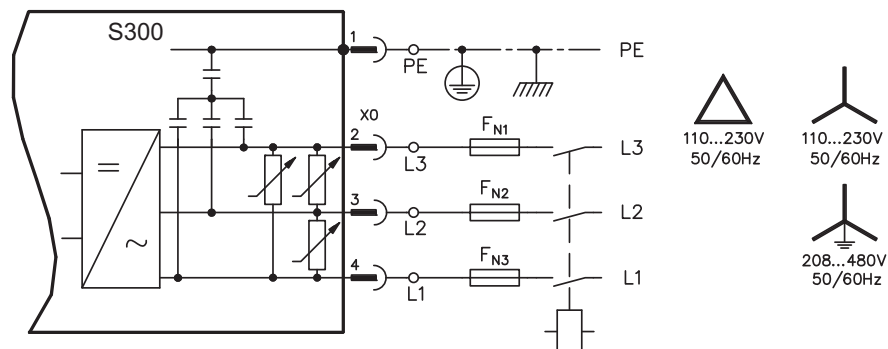 S300
1
PE
PE
X0
2
L3
F N1
L3
3
L2
F N2
L2
4
L1
F N3
L1
110...230V
50/60Hz
110...230V
50/60Hz
208...480V
50/60Hz